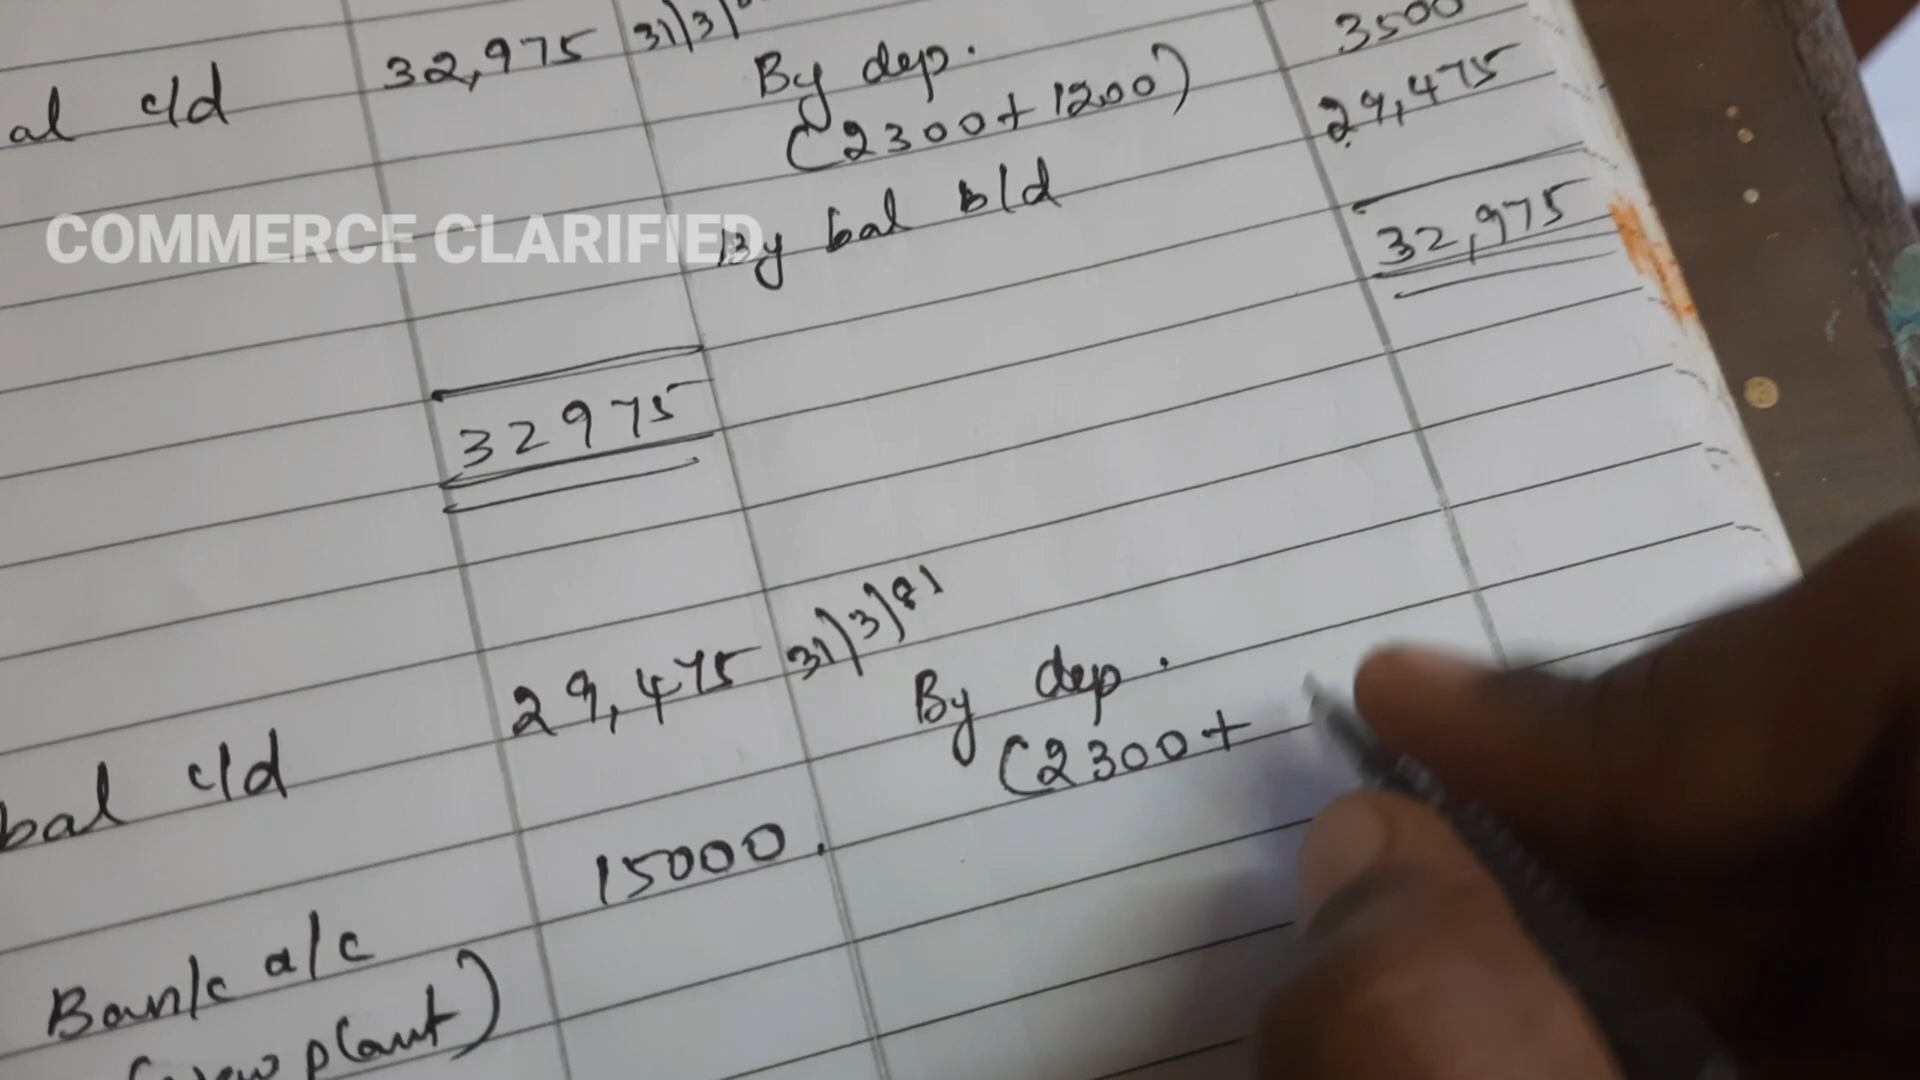 al c/d 32,975 31/3/ By dep. 3500
(2300+1200) 29,475
By bal b/d
32,975
COMMERCE CLARIFIED
32975
bal c/d 29,475 31/3/81 By dep.
(2300+
Bank a/c 15000.
(new plant)